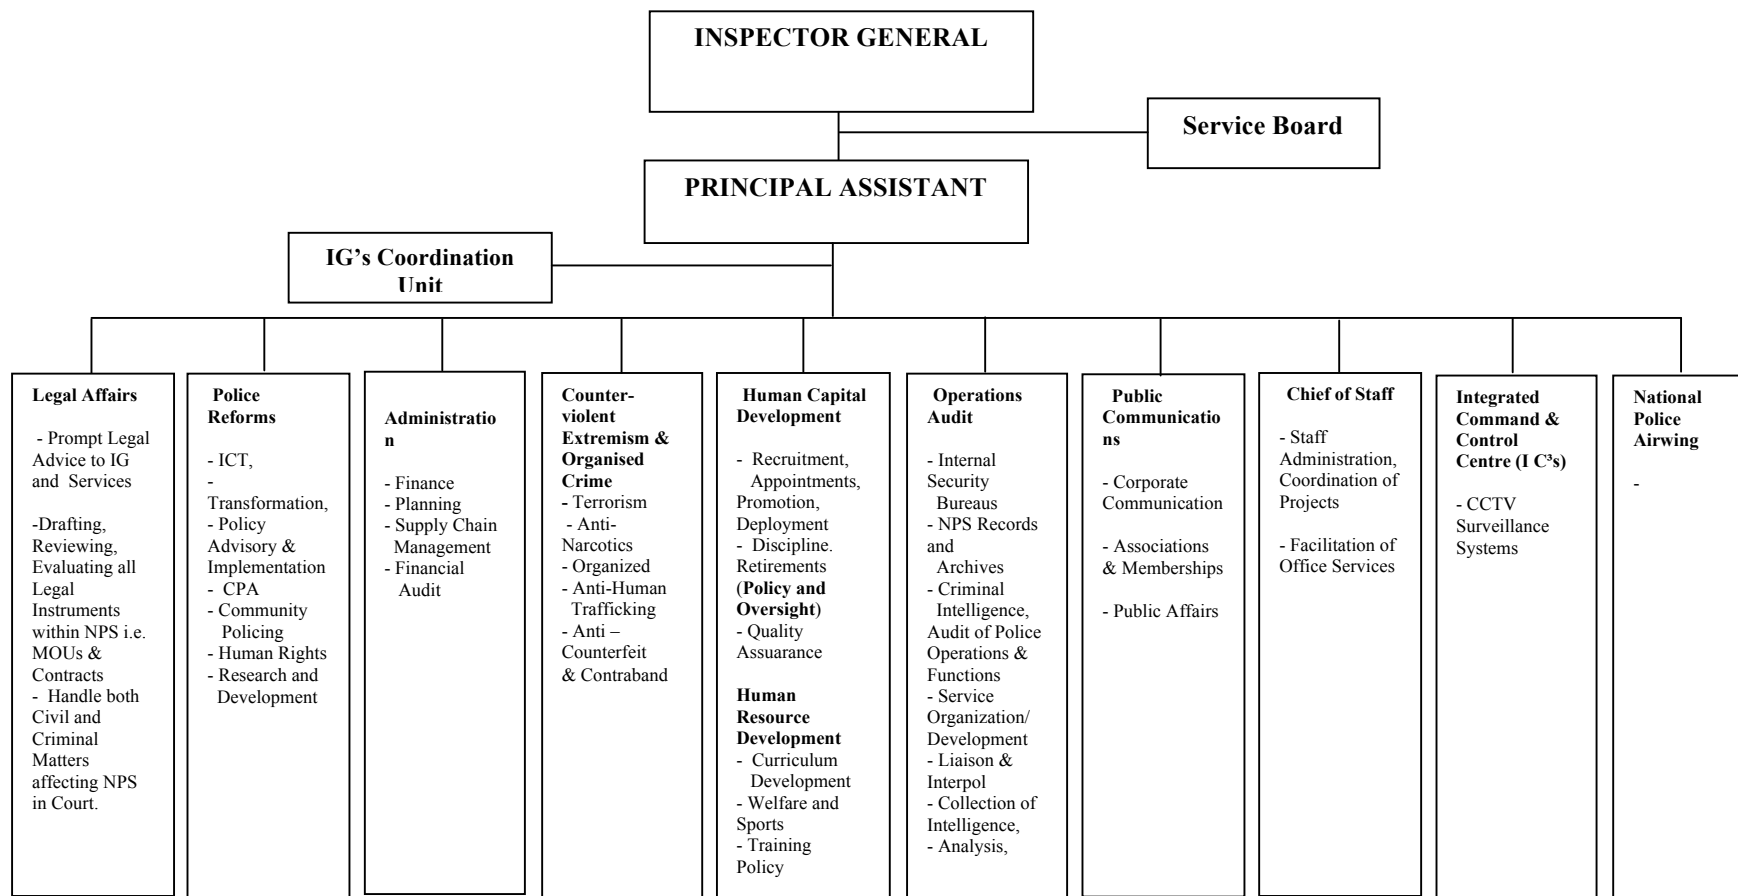 INSPECTOR GENERAL
Service Board
PRINCIPAL ASSISTANT
IG’s Coordination
Unit
Legal Affairs
- Prompt Legal
Advice to IG
and Services
-Drafting,
Reviewing,
Evaluating all
Legal
Instruments
within NPS i.e.
MOUs &
Contracts
- Handle both
Civil and
Criminal
Matters
affecting NPS
in Court.
Police
Reforms
- ICT,
-
Transformation,
- Policy
Advisory &
Implementation
- CPA
- Community
Policing
- Human Rights
- Research and
Development
Administratio
n
- Finance
- Planning
- Supply Chain
Management
- Financial
Audit
Counter-
violent
Extremism &
Organised
Crime
- Terrorism
- Anti-
Narcotics
- Organized
- Anti-Human
Trafficking
- Anti –
Counterfeit
& Contraband
Human Capital
Development
- Recruitment,
Appointments,
Promotion,
Deployment
- Discipline.
Retirements
(Policy and
Oversight)
- Quality
Assuarance
Human
Resource
Development
- Curriculum
Development
- Welfare and
Sports
- Training
Policy
Operations
Audit
- Internal
Security
Bureaus
- NPS Records
and
Archives
- Criminal
Intelligence,
Audit of Police
Operations &
Functions
- Service
Organization/
Development
- Liaison &
Interpol
- Collection of
Intelligence,
- Analysis,
Public
Communicatio
ns
- Corporate
Communication
- Associations
& Memberships
- Public Affairs
Chief of Staff
- Staff
Administration,
Coordination of
Projects
- Facilitation of
Office Services
Integrated
Command &
Control
Centre (I C³s)
- CCTV
Surveillance
Systems
National
Police
Airwing
-